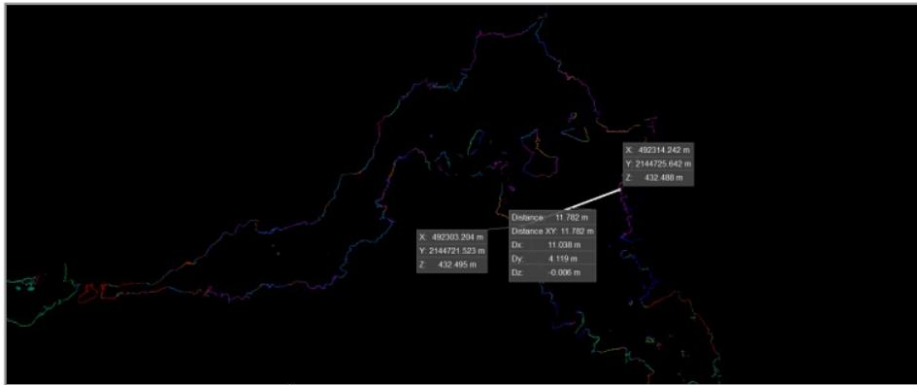 X: 492314.242 m
Y: 2144725.642 m
Z: 432.488 m
Distance: 11.782 m
Distance XY: 11.782 m
Dx: 11.038 m
Dy: 4.119 m
Dz: -0.006 m
X: 492303.204 m
Y: 2144721.523 m
Z: 432.495 m